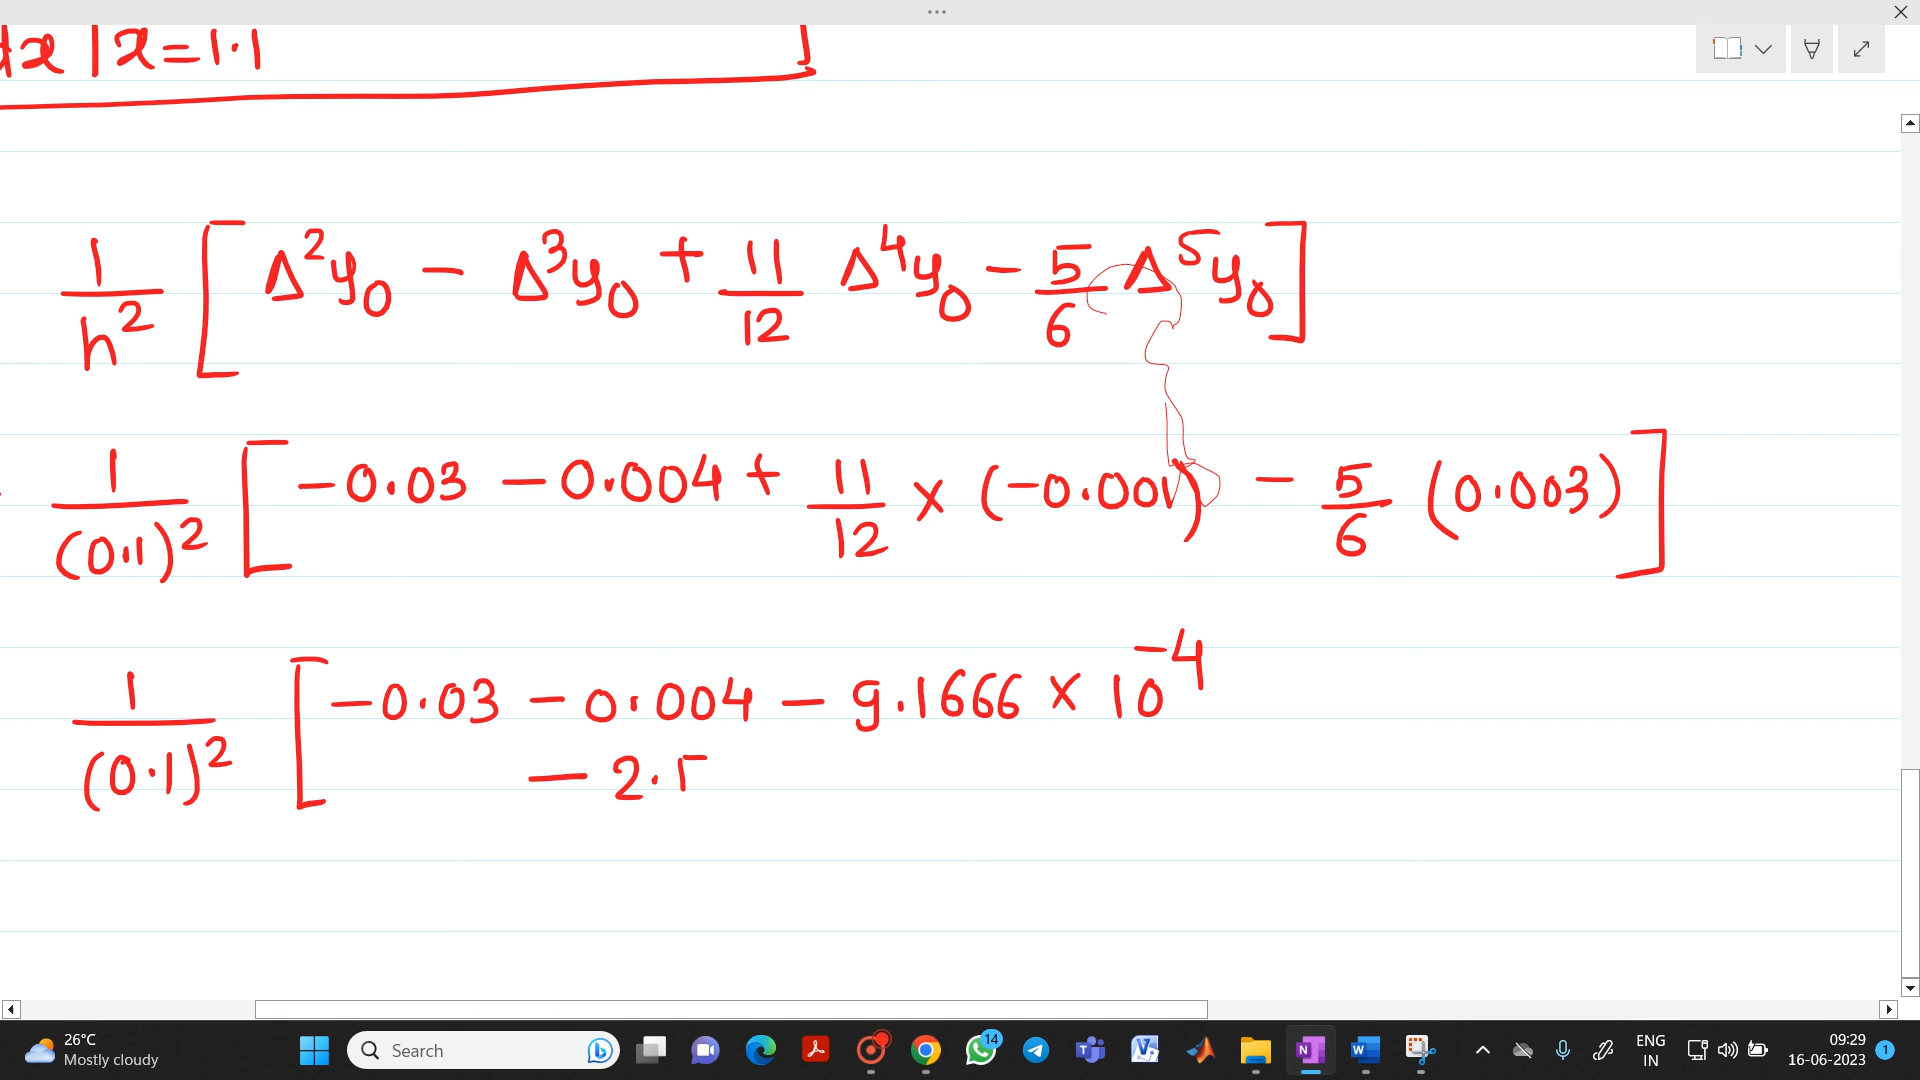 dx | x = 1.1 ]
1/h² [ Δ²y₀ − Δ³y₀ + 11/12 Δ⁴y₀ − 5/6 Δ⁵y₀ ]
1/(0.1)² [ −0.03 − 0.004 + 11/12 × (−0.001) − 5/6 (0.003) ]
1/(0.1)² [ −0.03 − 0.004 − 9.1666 × 10⁻⁴
− 2.
26°C
Mostly cloudy
Search
14
ENG
IN
09:29
16-06-2023
1